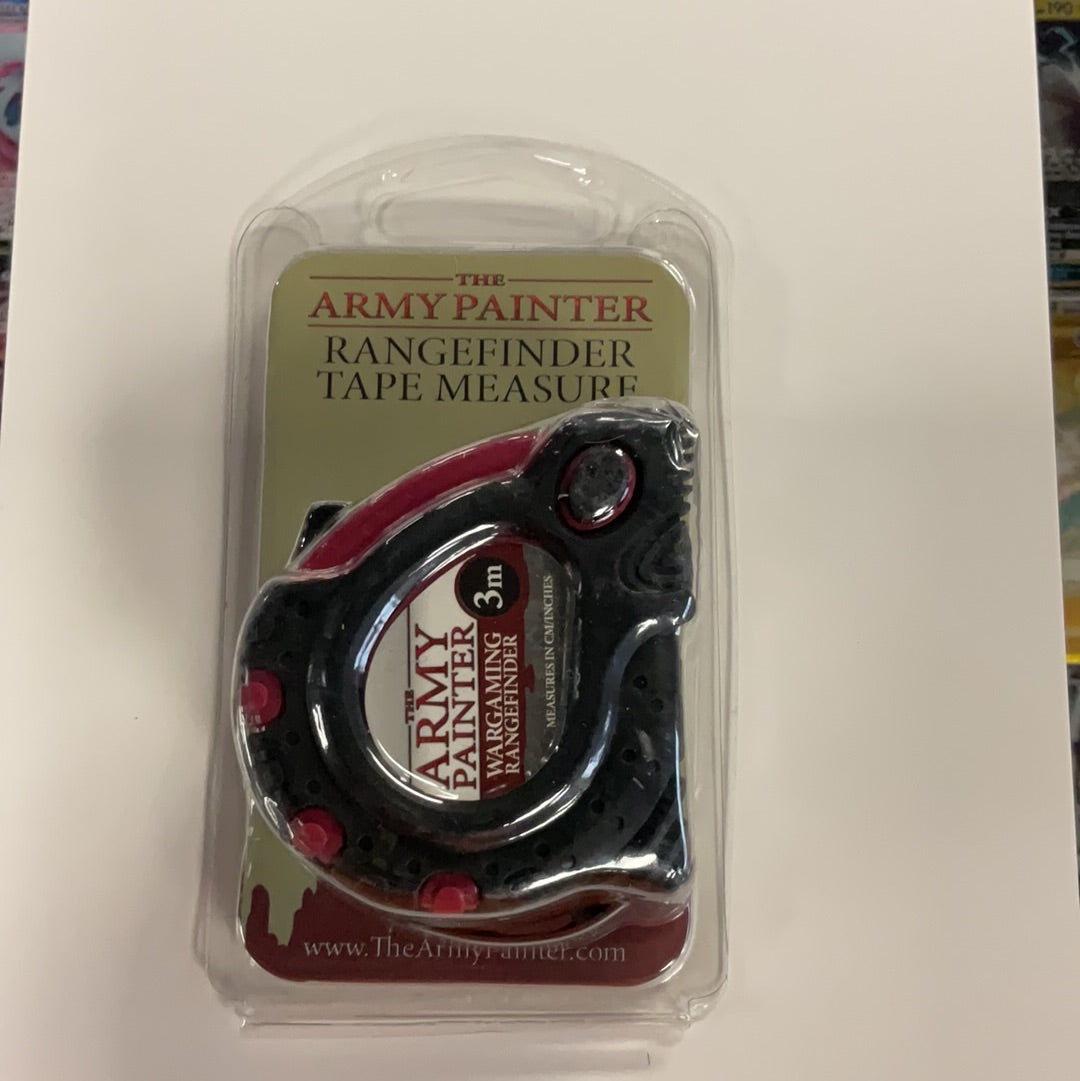 THE
ARMY PAINTER
RANGEFINDER
TAPE MEASURE
THE
ARMY
PAINTER
WARGAMING
RANGEFINDER
3m
MEASURES IN CM/INCHES
www.TheArmyPainter.com
190